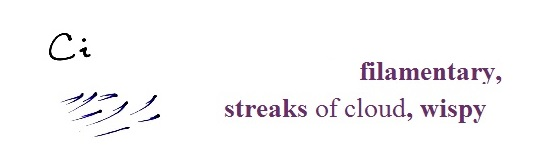 Ci
filamentary,
streaks of cloud, wispy